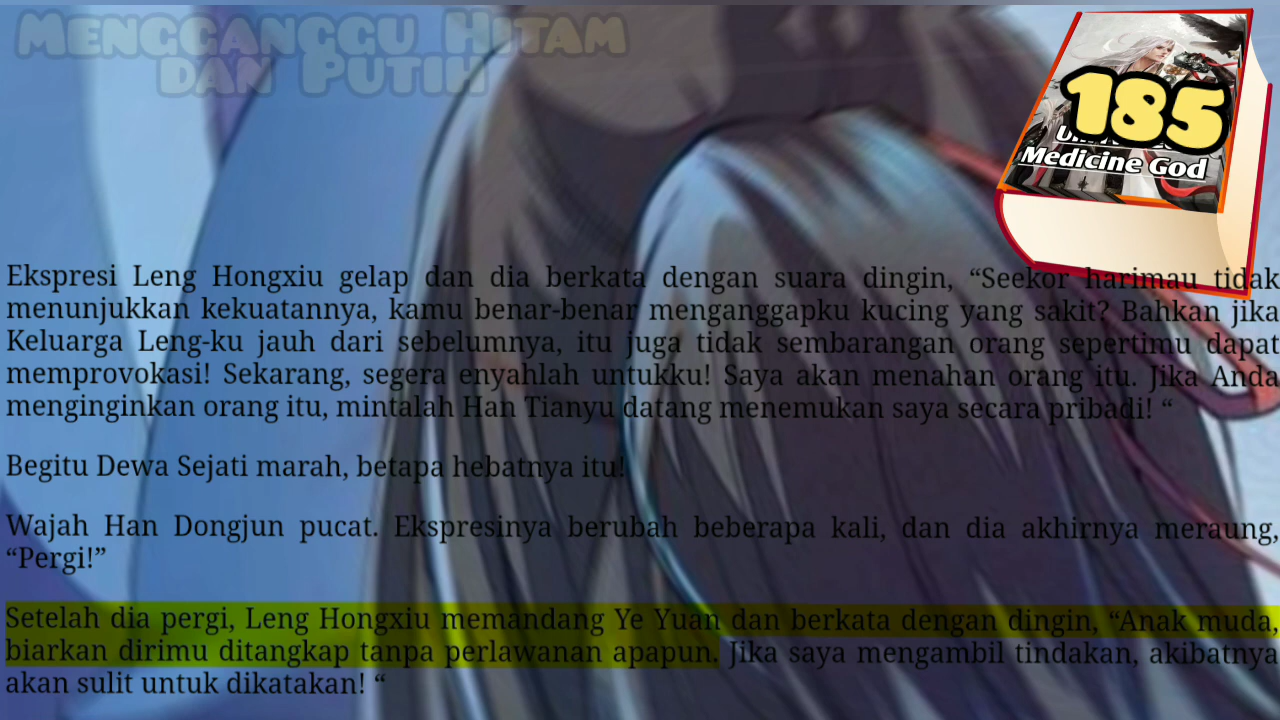 Mengganggu Hitam
dan Putih
185
Medicine God
Ekspresi Leng Hongxiu gelap dan dia berkata dengan suara dingin, “Seekor harimau tidak
menunjukkan kekuatannya, kamu benar-benar menganggapku kucing yang sakit? Bahkan jika
Keluarga Leng-ku jauh dari sebelumnya, itu juga tidak sembarangan orang sepertimu dapat
memprovokasi! Sekarang, segera enyahlah untukku! Saya akan menahan orang itu. Jika Anda
menginginkan orang itu, mintalah Han Tianyu datang menemukan saya secara pribadi! “
Begitu Dewa Sejati marah, betapa hebatnya itu!
Wajah Han Dongjun pucat. Ekspresinya berubah beberapa kali, dan dia akhirnya meraung,
“Pergi!”
Setelah dia pergi, Leng Hongxiu memandang Ye Yuan dan berkata dengan dingin, “Anak muda,
biarkan dirimu ditangkap tanpa perlawanan apapun. Jika saya mengambil tindakan, akibatnya
akan sulit untuk dikatakan! “